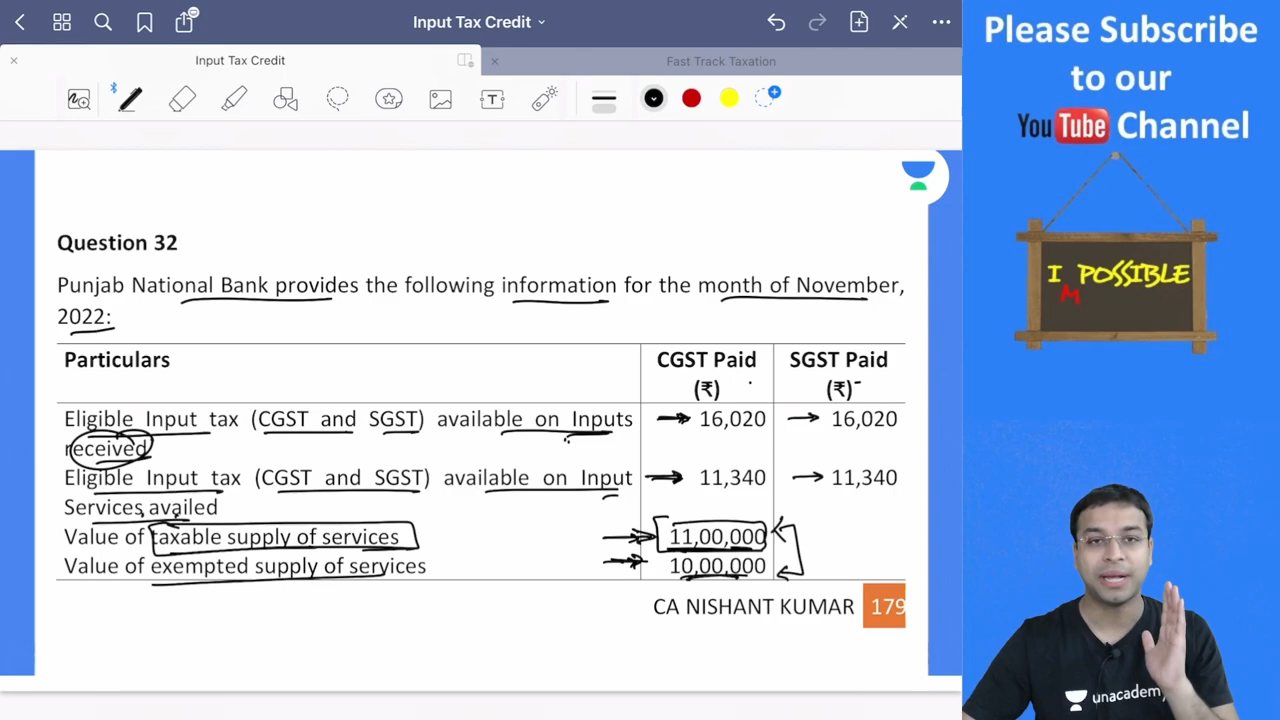 Input Tax Credit
Input Tax Credit
Fast Track Taxation
Question 32
Punjab National Bank provides the following information for the month of November,
2022:
Particulars
CGST Paid
(₹)
SGST Paid
(₹)
Eligible Input tax (CGST and SGST) available on Inputs
received
16,020
16,020
Eligible Input tax (CGST and SGST) available on Input
Services availed
11,340
11,340
Value of taxable supply of services
11,00,000
Value of exempted supply of services
10,00,000
CA NISHANT KUMAR
179
Please Subscribe
to our
YouTube Channel
I POSSIBLE
M
unacademy